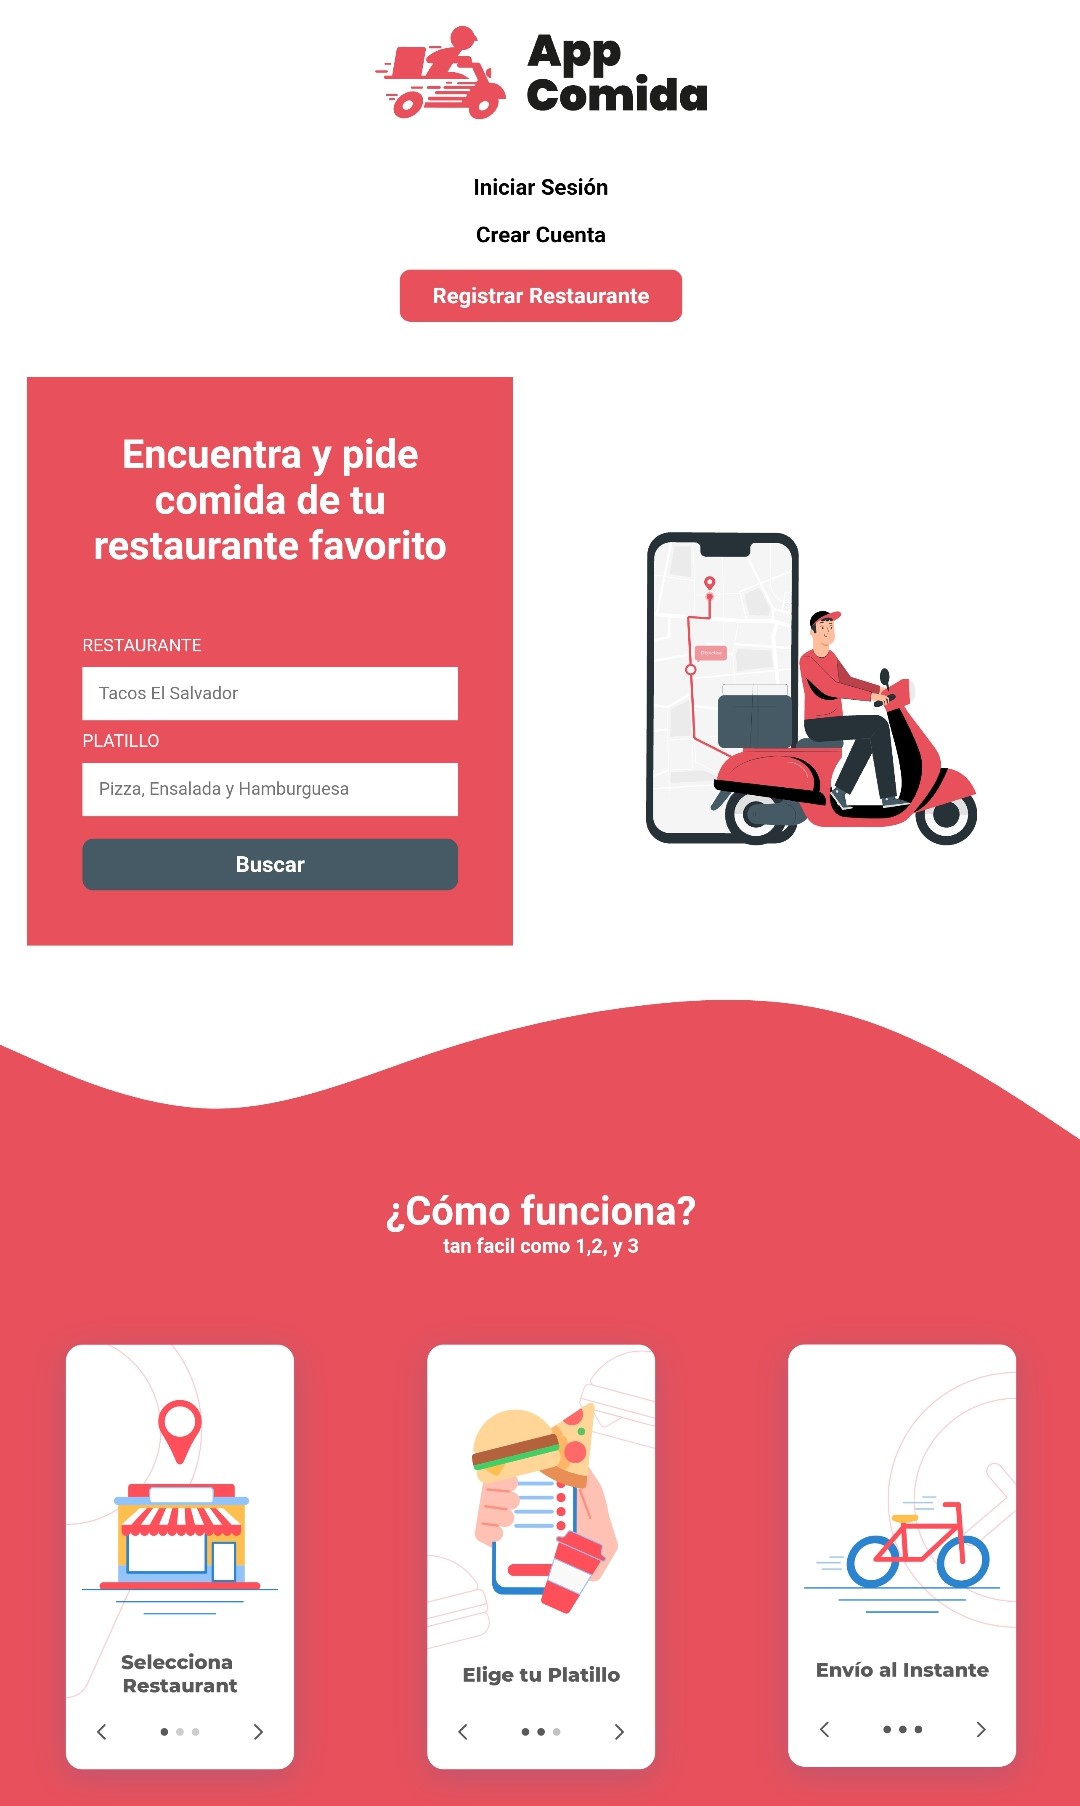 App
Comida
Iniciar Sesión
Crear Cuenta
Registrar Restaurante
Encuentra y pide
comida de tu
restaurante favorito
RESTAURANTE
Tacos El Salvador
PLATILLO
Pizza, Ensalada y Hamburguesa
Buscar
¿Cómo funciona?
tan facil como 1,2, y 3
Selecciona
Restaurant
Elige tu Platillo
Envío al Instante